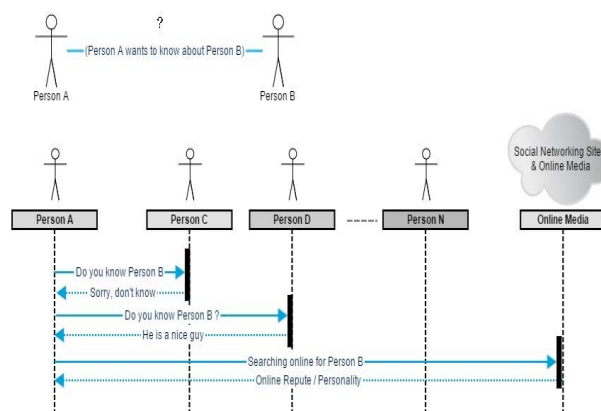 ?
(Person A wants to know about Person B)
Person A
Person B
Social Networking Site
& Online Media
Person A
Person C
Person D
Person N
Online Media
Do you know Person B
Sorry, don't know
Do you know Person B ?
He is a nice guy
Searching online for Person B
Online Repute / Personality